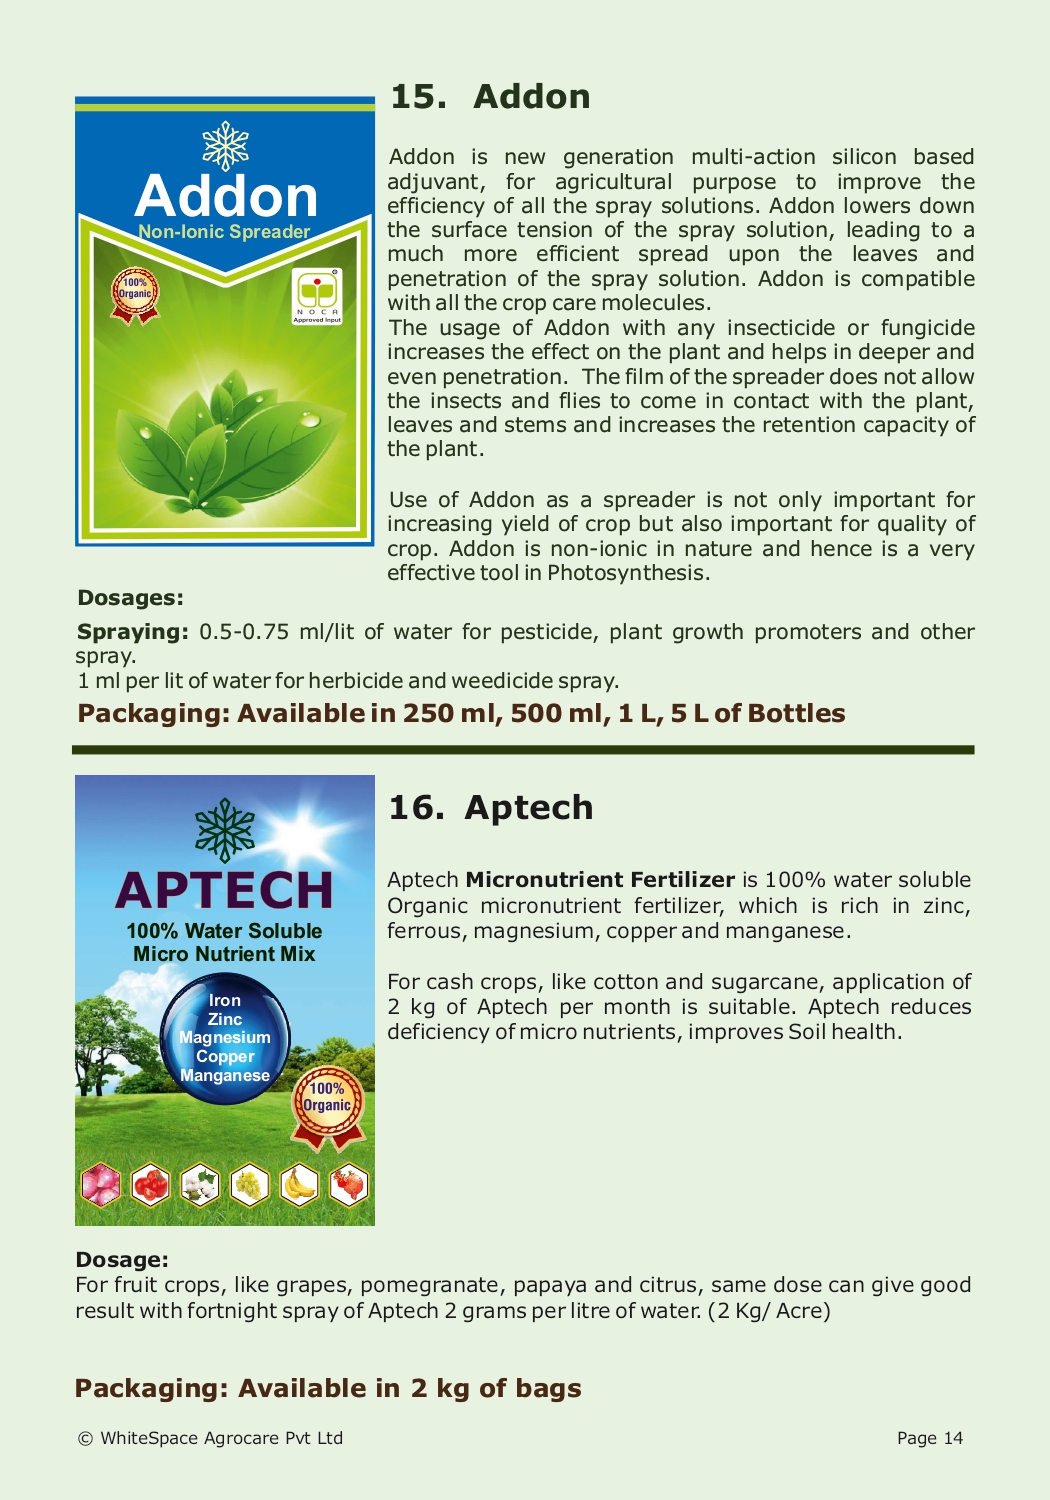 15. Addon
Addon
Non-Ionic Spreader
100%
Organic
NOCA
Approved Input
Addon is new generation multi-action silicon based
adjuvant, for agricultural purpose to improve the
efficiency of all the spray solutions. Addon lowers down
the surface tension of the spray solution, leading to a
much more efficient spread upon the leaves and
penetration of the spray solution. Addon is compatible
with all the crop care molecules.
The usage of Addon with any insecticide or fungicide
increases the effect on the plant and helps in deeper and
even penetration. The film of the spreader does not allow
the insects and flies to come in contact with the plant,
leaves and stems and increases the retention capacity of
the plant.
Use of Addon as a spreader is not only important for
increasing yield of crop but also important for quality of
crop. Addon is non-ionic in nature and hence is a very
effective tool in Photosynthesis.
Dosages:
Spraying: 0.5-0.75 ml/lit of water for pesticide, plant growth promoters and other
spray.
1 ml per lit of water for herbicide and weedicide spray.
Packaging: Available in 250 ml, 500 ml, 1 L, 5 L of Bottles
16. Aptech
APTECH
100% Water Soluble
Micro Nutrient Mix
Iron
Zinc
Magnesium
Copper
Manganese
100%
Organic
Aptech Micronutrient Fertilizer is 100% water soluble
Organic micronutrient fertilizer, which is rich in zinc,
ferrous, magnesium, copper and manganese.
For cash crops, like cotton and sugarcane, application of
2 kg of Aptech per month is suitable. Aptech reduces
deficiency of micro nutrients, improves Soil health.
Dosage:
For fruit crops, like grapes, pomegranate, papaya and citrus, same dose can give good
result with fortnight spray of Aptech 2 grams per litre of water. (2 Kg/ Acre)
Packaging: Available in 2 kg of bags
© WhiteSpace Agrocare Pvt Ltd
Page 14